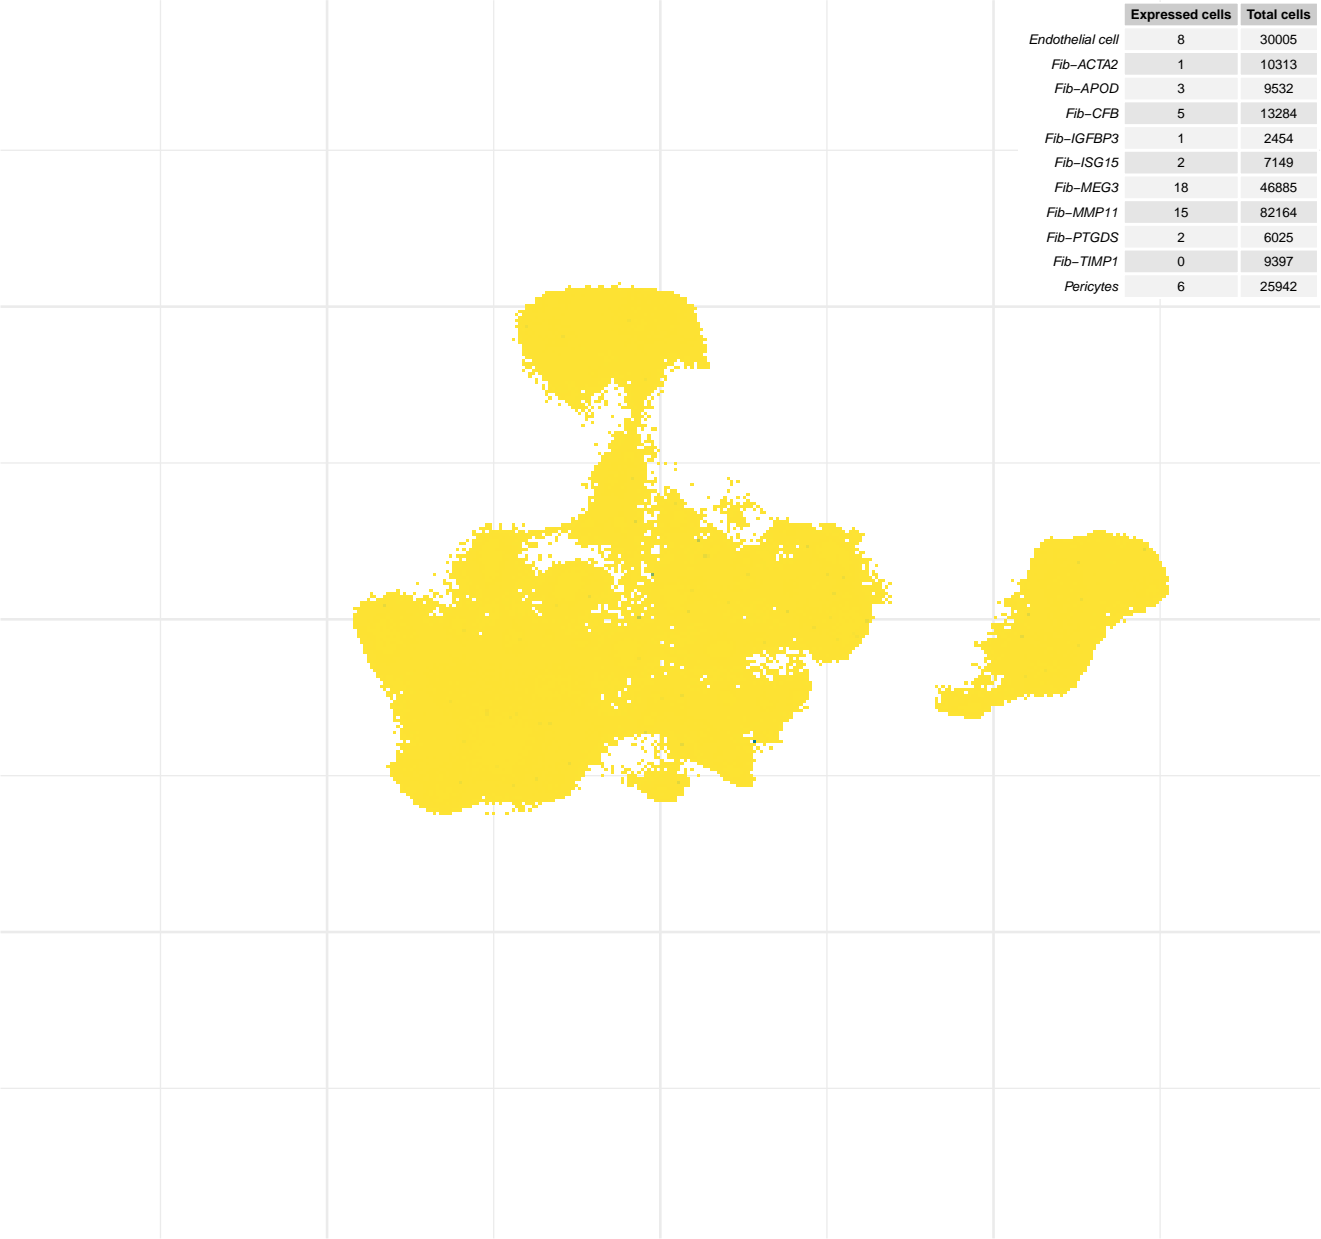 Expressed cells Total cells
Endothelial cell 8 30005
Fib−ACTA2 1 10313
Fib−APOD 3 9532
Fib−CFB 5 13284
Fib−IGFBP3 1 2454
Fib−ISG15 2 7149
Fib−MEG3 18 46885
Fib−MMP11 15 82164
Fib−PTGDS 2 6025
Fib−TIMP1 0 9397
Pericytes 6 25942